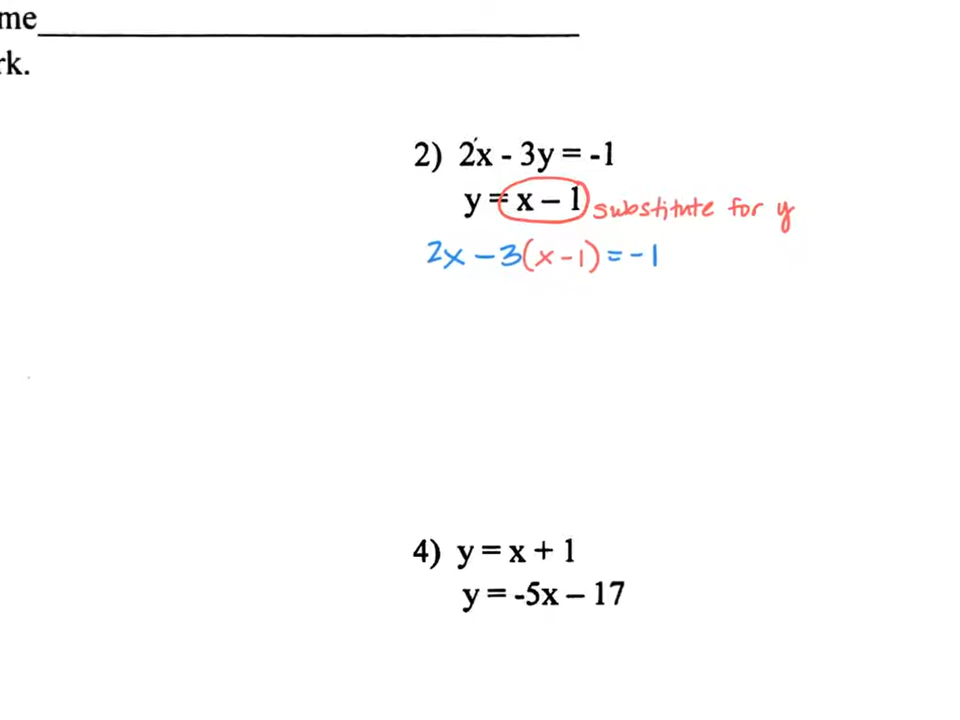 me
rk.
2) 2x - 3y = -1
y = x – 1 substitute for y
2x - 3(x - 1) = -1
4) y = x + 1
y = -5x – 17